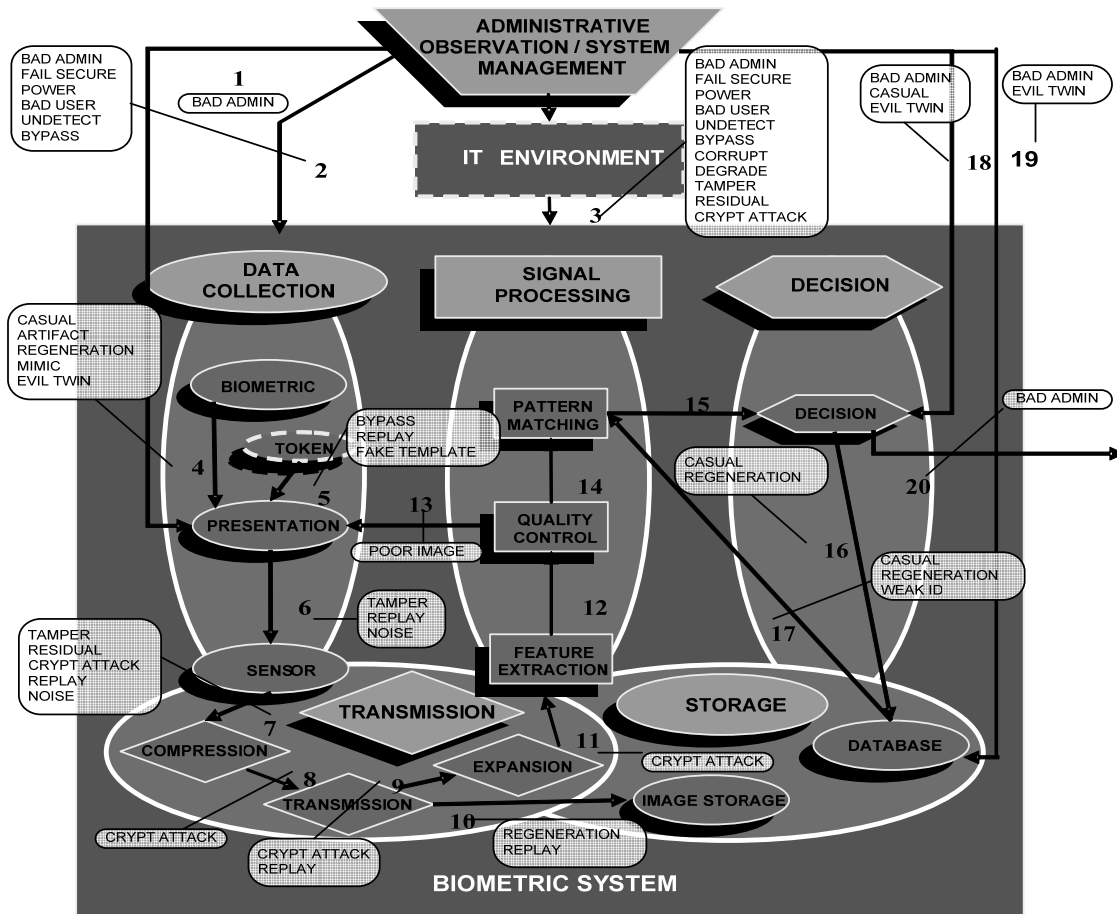 ADMINISTRATIVE
OBSERVATION / SYSTEM
MANAGEMENT
BAD ADMIN
FAIL SECURE
POWER
BAD USER
UNDETECT
BYPASS
1
BAD ADMIN
2
IT ENVIRONMENT
3
BAD ADMIN
FAIL SECURE
POWER
BAD USER
UNDETECT
BYPASS
CORRUPT
DEGRADE
TAMPER
RESIDUAL
CRYPT ATTACK
BAD ADMIN
CASUAL
EVIL TWIN
18
BAD ADMIN
EVIL TWIN
19
DATA
COLLECTION
SIGNAL
PROCESSING
DECISION
CASUAL
ARTIFACT
REGENERATION
MIMIC
EVIL TWIN
BIOMETRIC
TOKEN
BYPASS
REPLAY
FAKE TEMPLATE
4
5
PRESENTATION
PATTERN
MATCHING
15
DECISION
BAD ADMIN
20
CASUAL
REGENERATION
14
13
POOR IMAGE
QUALITY
CONTROL
16
CASUAL
REGENERATION
WEAK ID
17
12
6
TAMPER
REPLAY
NOISE
TAMPER
RESIDUAL
CRYPT ATTACK
REPLAY
NOISE
SENSOR
FEATURE
EXTRACTION
7
TRANSMISSION
STORAGE
COMPRESSION
8
9
EXPANSION
11
CRYPT ATTACK
DATABASE
TRANSMISSION
IMAGE STORAGE
10
CRYPT ATTACK
CRYPT ATTACK
REPLAY
REGENERATION
REPLAY
BIOMETRIC SYSTEM